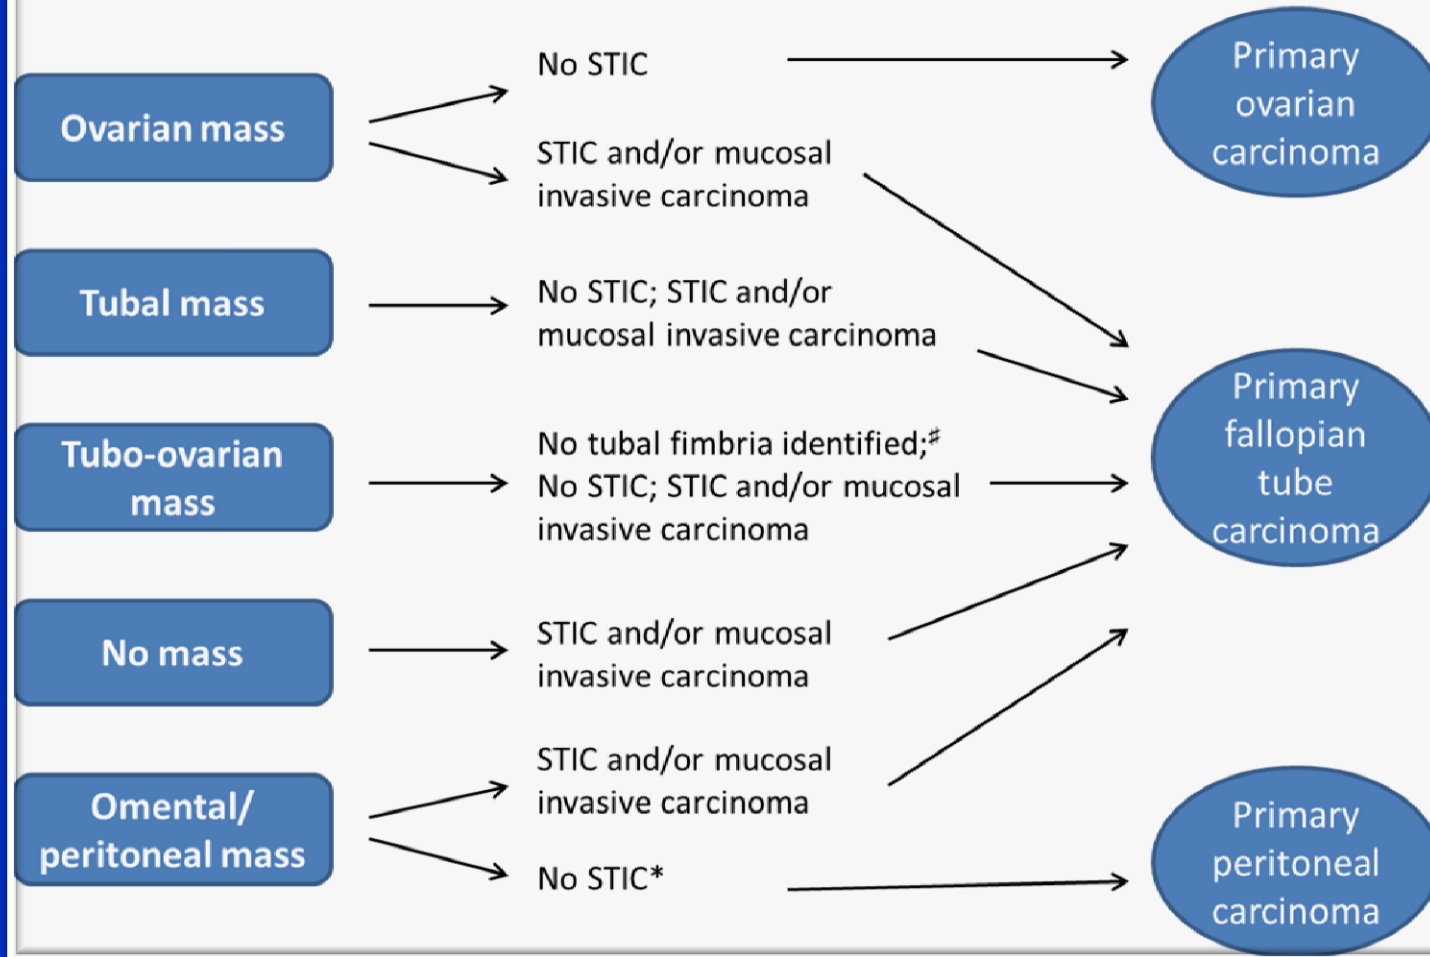 Ovarian mass
No STIC
STIC and/or mucosal
invasive carcinoma
Primary
ovarian
carcinoma
Tubal mass
No STIC; STIC and/or
mucosal invasive carcinoma
Tubo-ovarian
mass
No tubal fimbria identified;♯
No STIC; STIC and/or mucosal
invasive carcinoma
Primary
fallopian
tube
carcinoma
No mass
STIC and/or mucosal
invasive carcinoma
Omental/
peritoneal mass
STIC and/or mucosal
invasive carcinoma
No STIC*
Primary
peritoneal
carcinoma